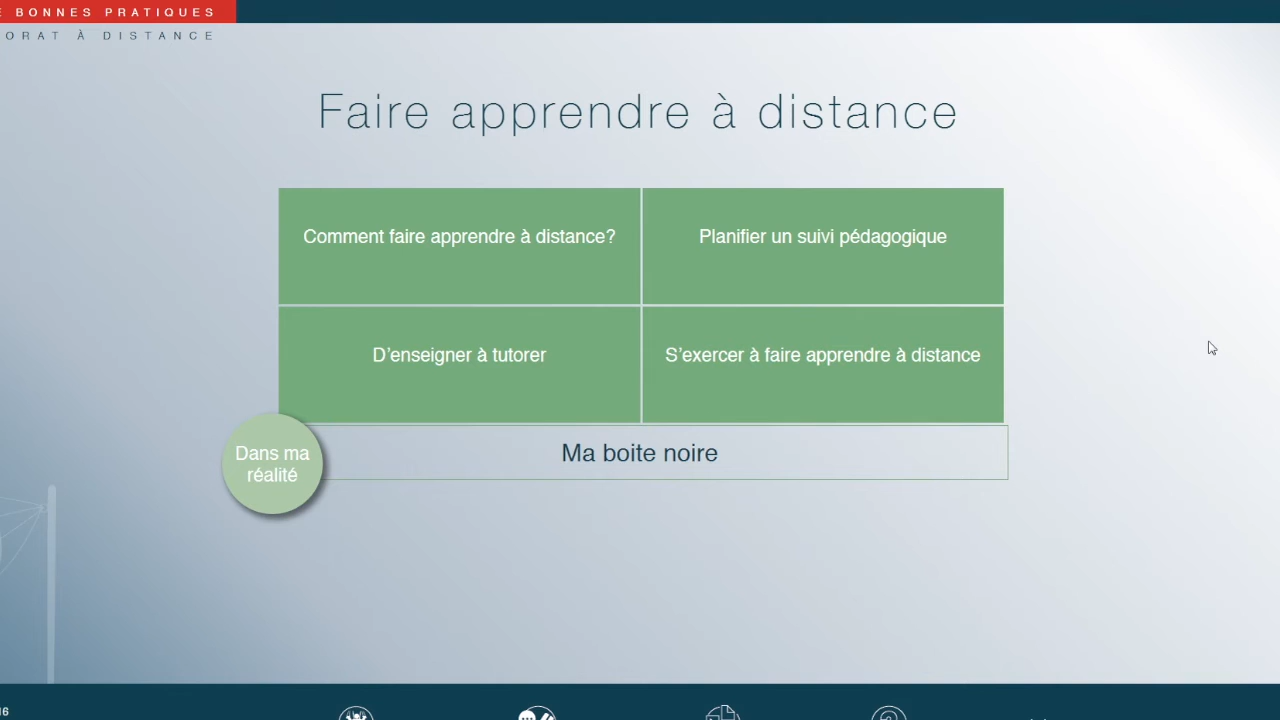 BONNES PRATIQUES
À DISTANCE
Faire apprendre à distance
Comment faire apprendre à distance?
Planifier un suivi pédagogique
D'enseigner à tutorer
S'exercer à faire apprendre à distance
Dans ma
réalité
Ma boite noire